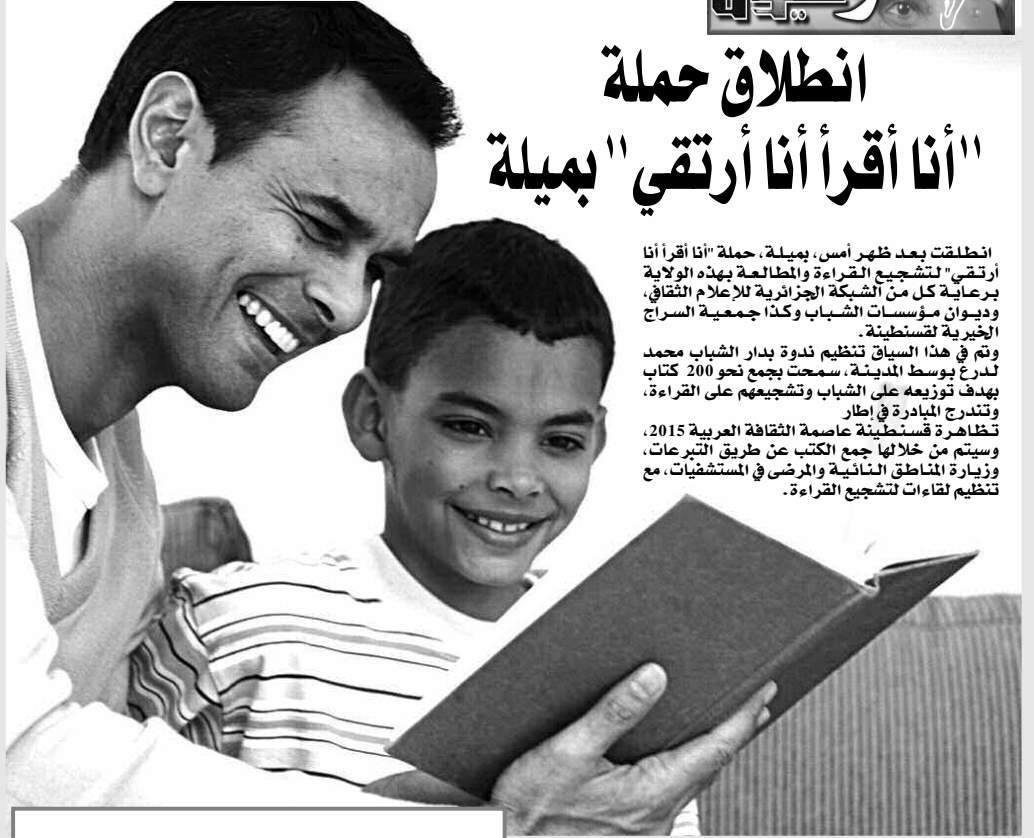 انطلاق حملة
"أنا أقرأ أنا أرتقي" بميلة
انطلقت بعد ظهر أمس، بميلة، حملة "أنا أقرأ أنا
أرتقي" لتشجيع القراءة والمطالعة بهذه الولاية
برعاية كل من الشبكة الجزائرية للإعلام الثقافي،
وديوان مؤسسات الشباب وكذا جمعية السراج
الخيرية لقسنطينة.
وتم في هذا السياق تنظيم ندوة بدار الشباب محمد
لدرع بوسط المدينة، سمحت بجمع نحو 200 كتاب
بهدف توزيعه على الشباب وتشجيعهم على القراءة،
وتندرج المبادرة في إطار
تظاهرة قسنطينة عاصمة الثقافة العربية 2015،
وسيتم من خلالها جمع الكتب عن طريق التبرعات،
وزيارة المناطق النائية والمرضى في المستشفيات، مع
تنظيم لقاءات لتشجيع القراءة.